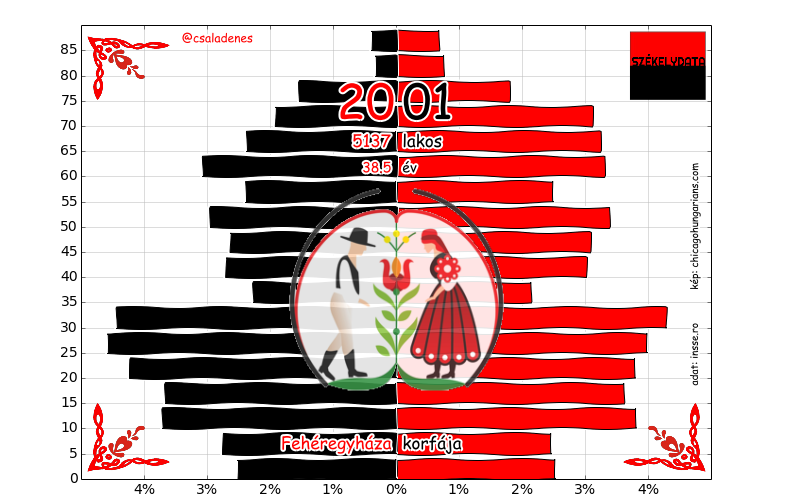 @csaladenes
SZÉKELYDATA
2001
5137 lakos
38.5 év
kép: chicagohungarians.com
adat: insse.ro
Fehéregyháza korfája
85
80
75
70
65
60
55
50
45
40
35
30
25
20
15
10
5
0
4% 3% 2% 1% 0% 1% 2% 3% 4%